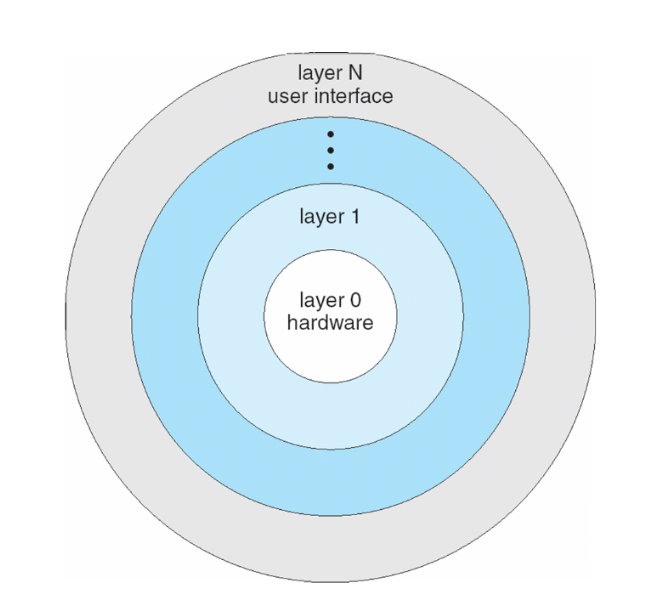 layer N
user interface
layer 1
layer 0
hardware